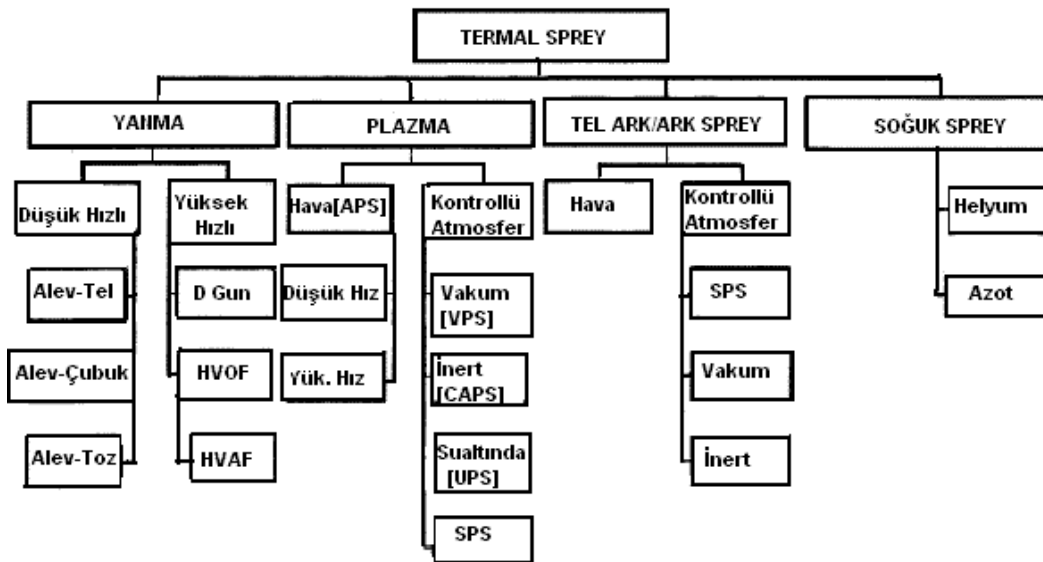 TERMAL SPREY
YANMA
PLAZMA
TEL ARK/ARK SPREY
SOĞUK SPREY
Düşük Hızlı
Alev-Tel
Alev-Çubuk
Alev-Toz
Yüksek
Hızlı
D Gun
HVOF
HVAF
Hava[APS]
Düşük Hız
Yük. Hız
Kontrollü
Atmosfer
Vakum
[VPS]
İnert
[CAPS]
Sualtında
[UPS]
SPS
Hava
Kontrollü
Atmosfer
SPS
Vakum
İnert
Helyum
Azot